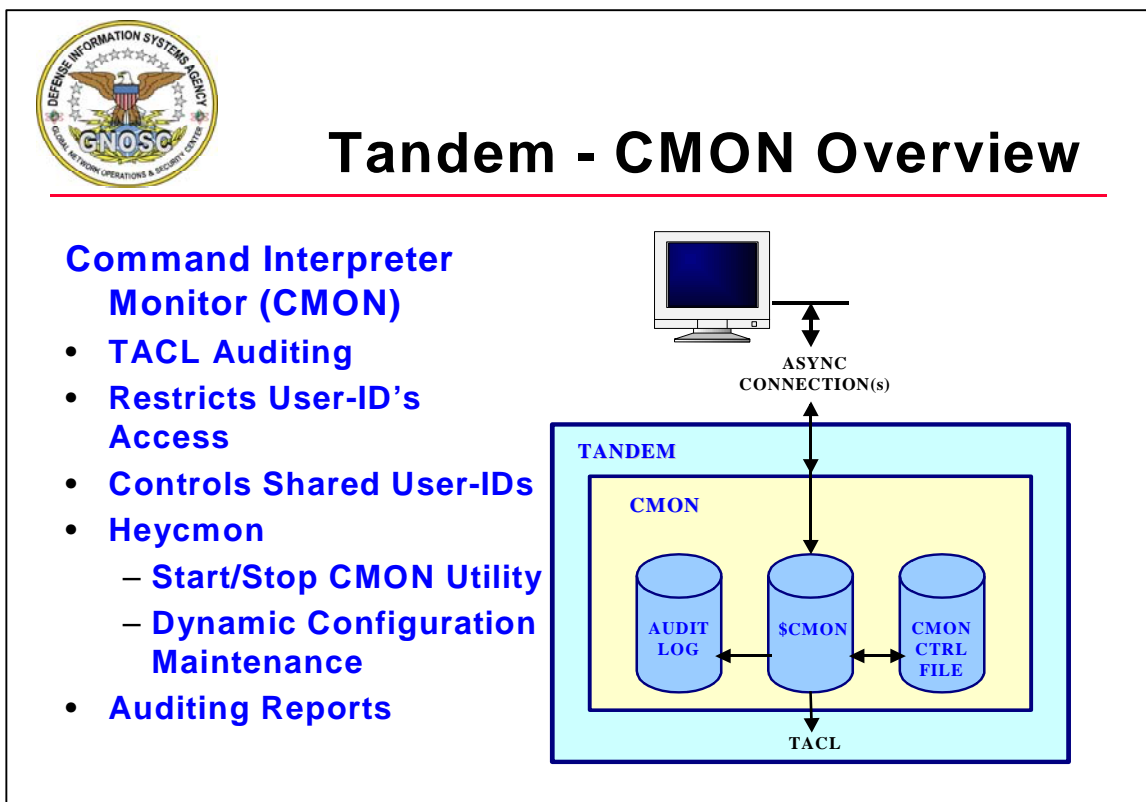 DEFENSE INFORMATION SYSTEMS AGENCY
GNOSC
GLOBAL NETWORK OPERATIONS & SECURITY CENTER
Tandem - CMON Overview
Command Interpreter
Monitor (CMON)
• TACL Auditing
• Restricts User-ID’s
Access
• Controls Shared User-IDs
• Heycmon
– Start/Stop CMON Utility
– Dynamic Configuration
Maintenance
• Auditing Reports
ASYNC
CONNECTION(s)
TANDEM
CMON
AUDIT
LOG
$CMON
CMON
CTRL
FILE
TACL